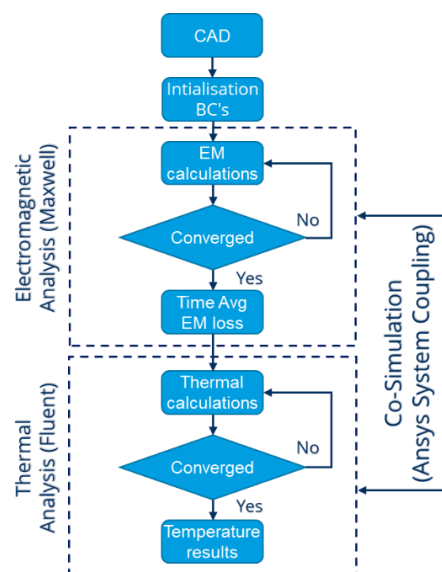 CAD
Intialisation
BC's
EM
calculations
No
Converged
Yes
Time Avg
EM loss
Electromagnetic
Analysis (Maxwell)
Thermal
calculations
No
Converged
Yes
Temperature
results
Thermal
Analysis (Fluent)
Co-Simulation
(Ansys System Coupling)